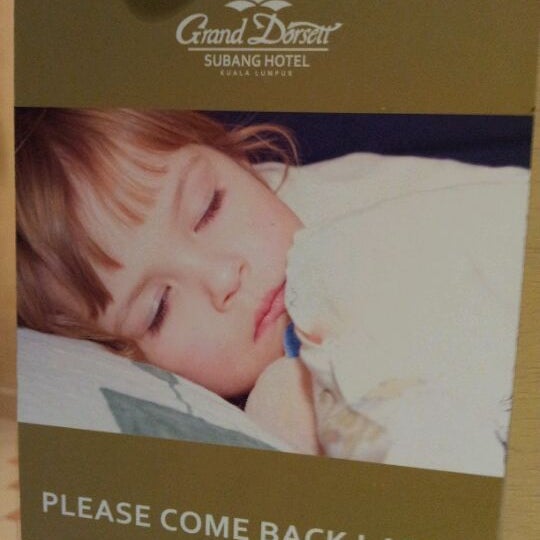 Grand Dorsett
SUBANG HOTEL
KUALA LUMPUR
PLEASE COME BACK